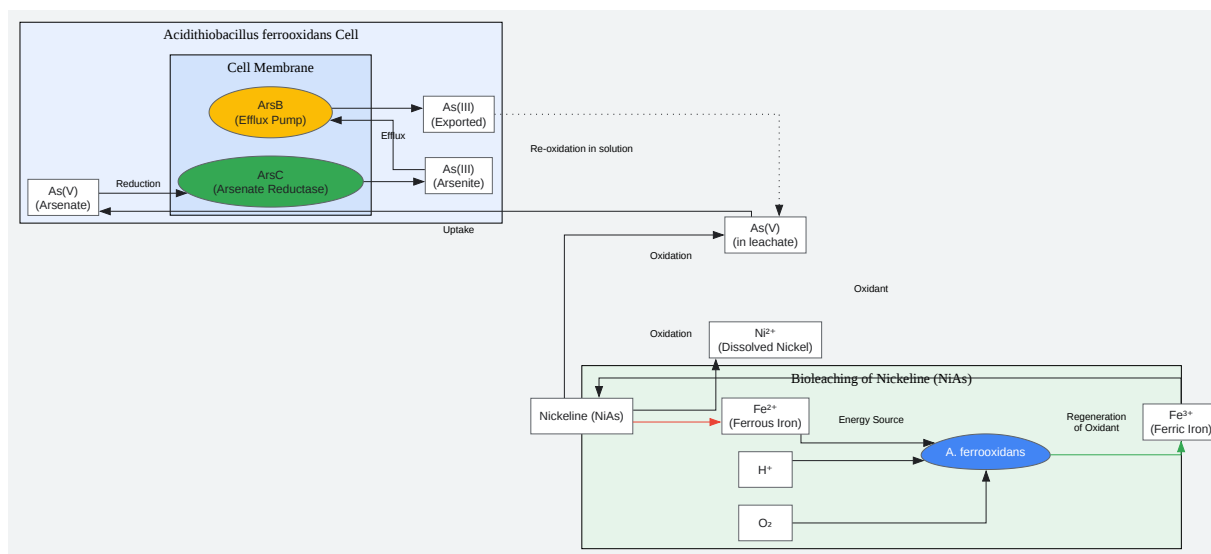 Acidithiobacillus ferrooxidans Cell
Cell Membrane
ArsB
(Efflux Pump)
As(III)
(Exported)
Efflux
Re-oxidation in solution
ArsC
(Arsenate Reductase)
As(III)
(Arsenite)
Reduction
As(V)
(Arsenate)
Uptake
As(V)
(in leachate)
Oxidation
Oxidant
Oxidation
Ni²⁺
(Dissolved Nickel)
Bioleaching of Nickeline (NiAs)
Nickeline (NiAs)
Fe²⁺
(Ferrous Iron)
Energy Source
Regeneration
of Oxidant
Fe³⁺
(Ferric Iron)
A. ferrooxidans
H⁺
O₂